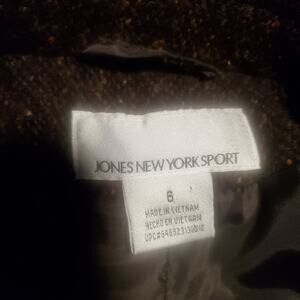 JONES NEW YORK SPORT
6
MADE IN VIETNAM
HECHO EN VIETNAM